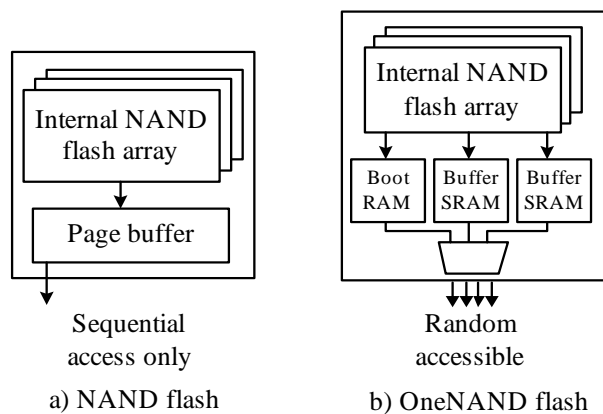 Internal NAND
flash array
Page buffer
Sequential
access only
a) NAND flash
Internal NAND
flash array
Boot
RAM
Buffer
SRAM
Buffer
SRAM
Random
accessible
b) OneNAND flash